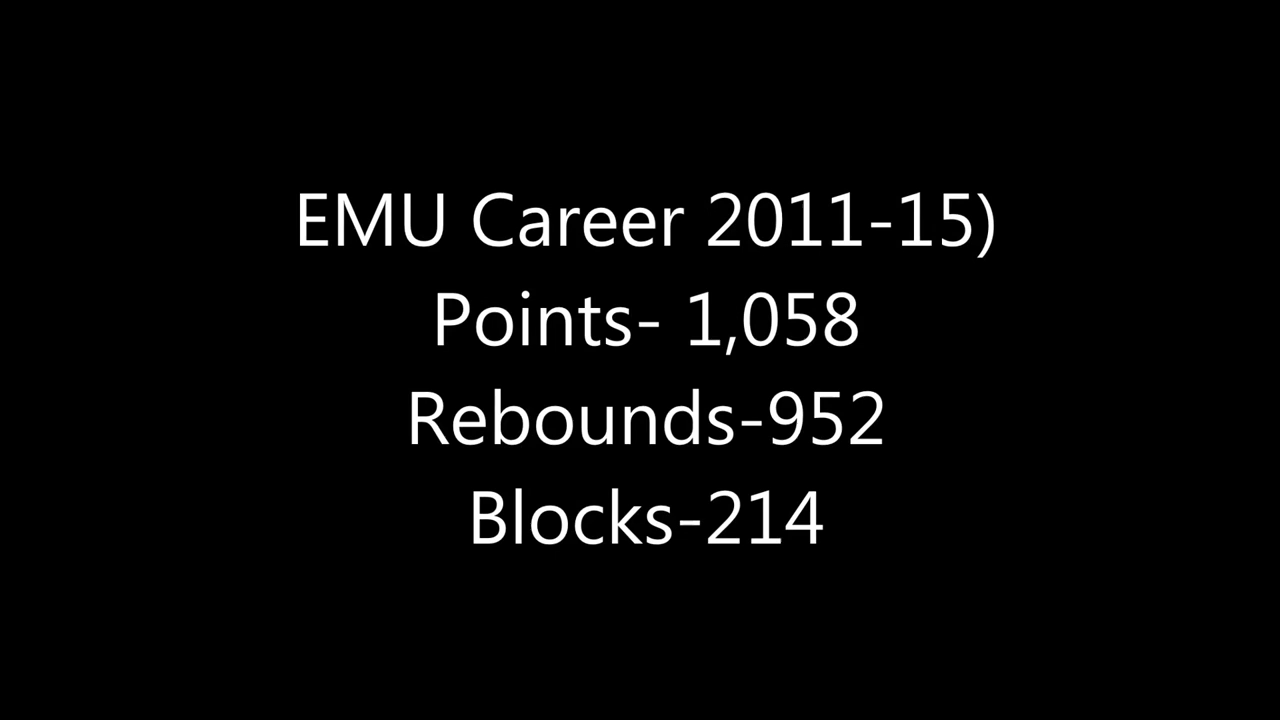 EMU Career 2011-15)
Points- 1,058
Rebounds-952
Blocks-214